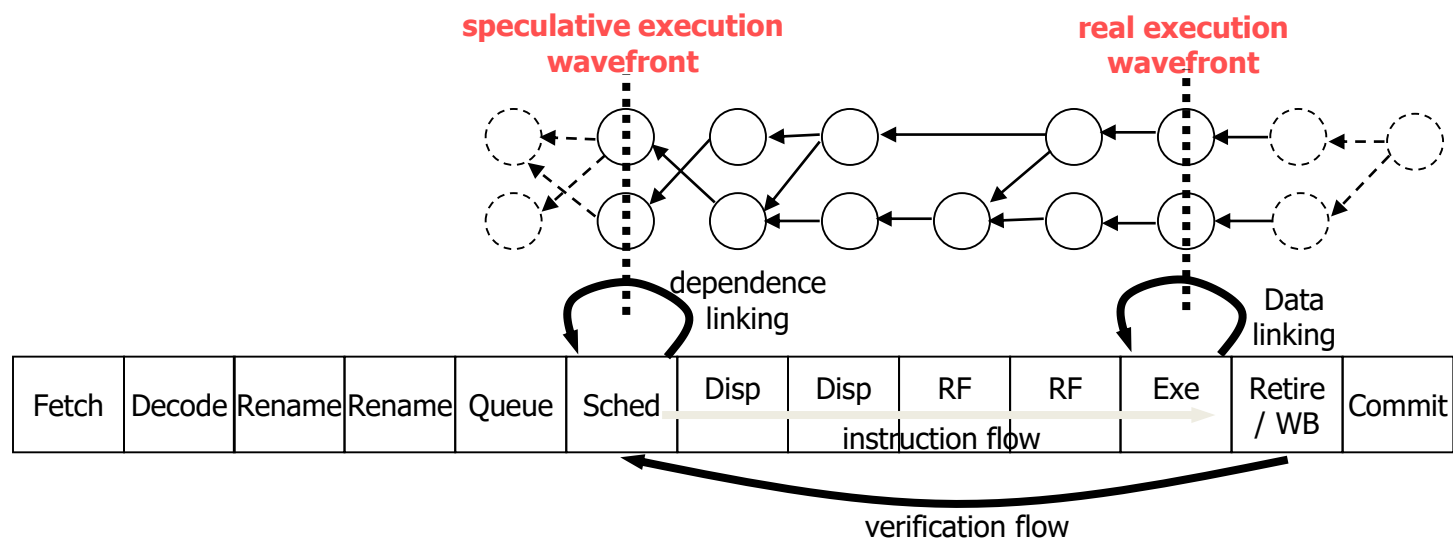 speculative execution
wavefront
real execution
wavefront
dependence
linking
Data
linking
Fetch
Decode
Rename
Rename
Queue
Sched
Disp
Disp
RF
RF
Exe
Retire
/ WB
Commit
instruction flow
verification flow